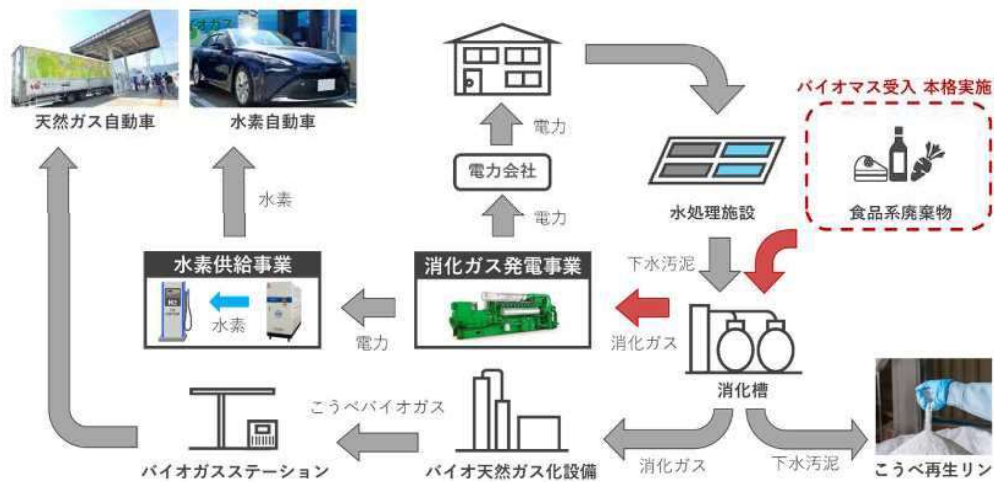 バイオマス受入 本格実施
天然ガス自動車
水素自動車
電力
電力会社
水処理施設
食品系廃棄物
水素
電力
水素供給事業
消化ガス発電事業
下水汚泥
水素
電力
消化ガス
消化槽
こうべバイオガス
バイオガスステーション
バイオ天然ガス化設備
消化ガス
下水汚泥
こうべ再生リン